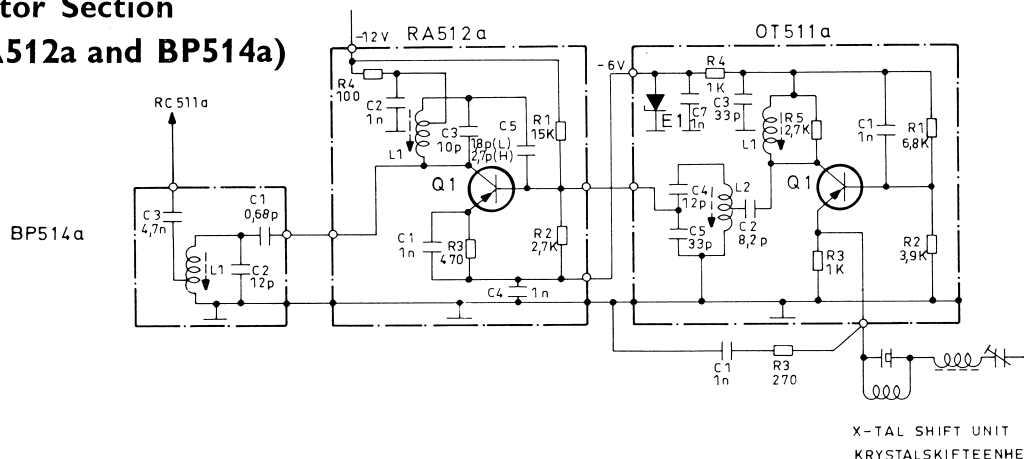 tor Section
512a and BP514a)
-12V
RA512a
OT511a
RC511a
BP514a
C3
4,7n
C1
0,68p
L1
C2
12p
R4
100
C2
1n
L1
C3
10p
18p(L)
2,7p(H)
C5
R1
15K
Q1
C1
1n
R3
470
R2
2,7K
C4
1n
-6V
E1
C7
1n
R4
1K
C3
33p
L1
R5
2,7K
C1
1n
R1
6,8K
Q1
C4
12p
L2
C2
8,2p
C5
33p
R3
1K
R2
3,9K
C1
1n
R3
270
X-TAL SHIFT UNIT
KRYSTALSKIFTEENHE